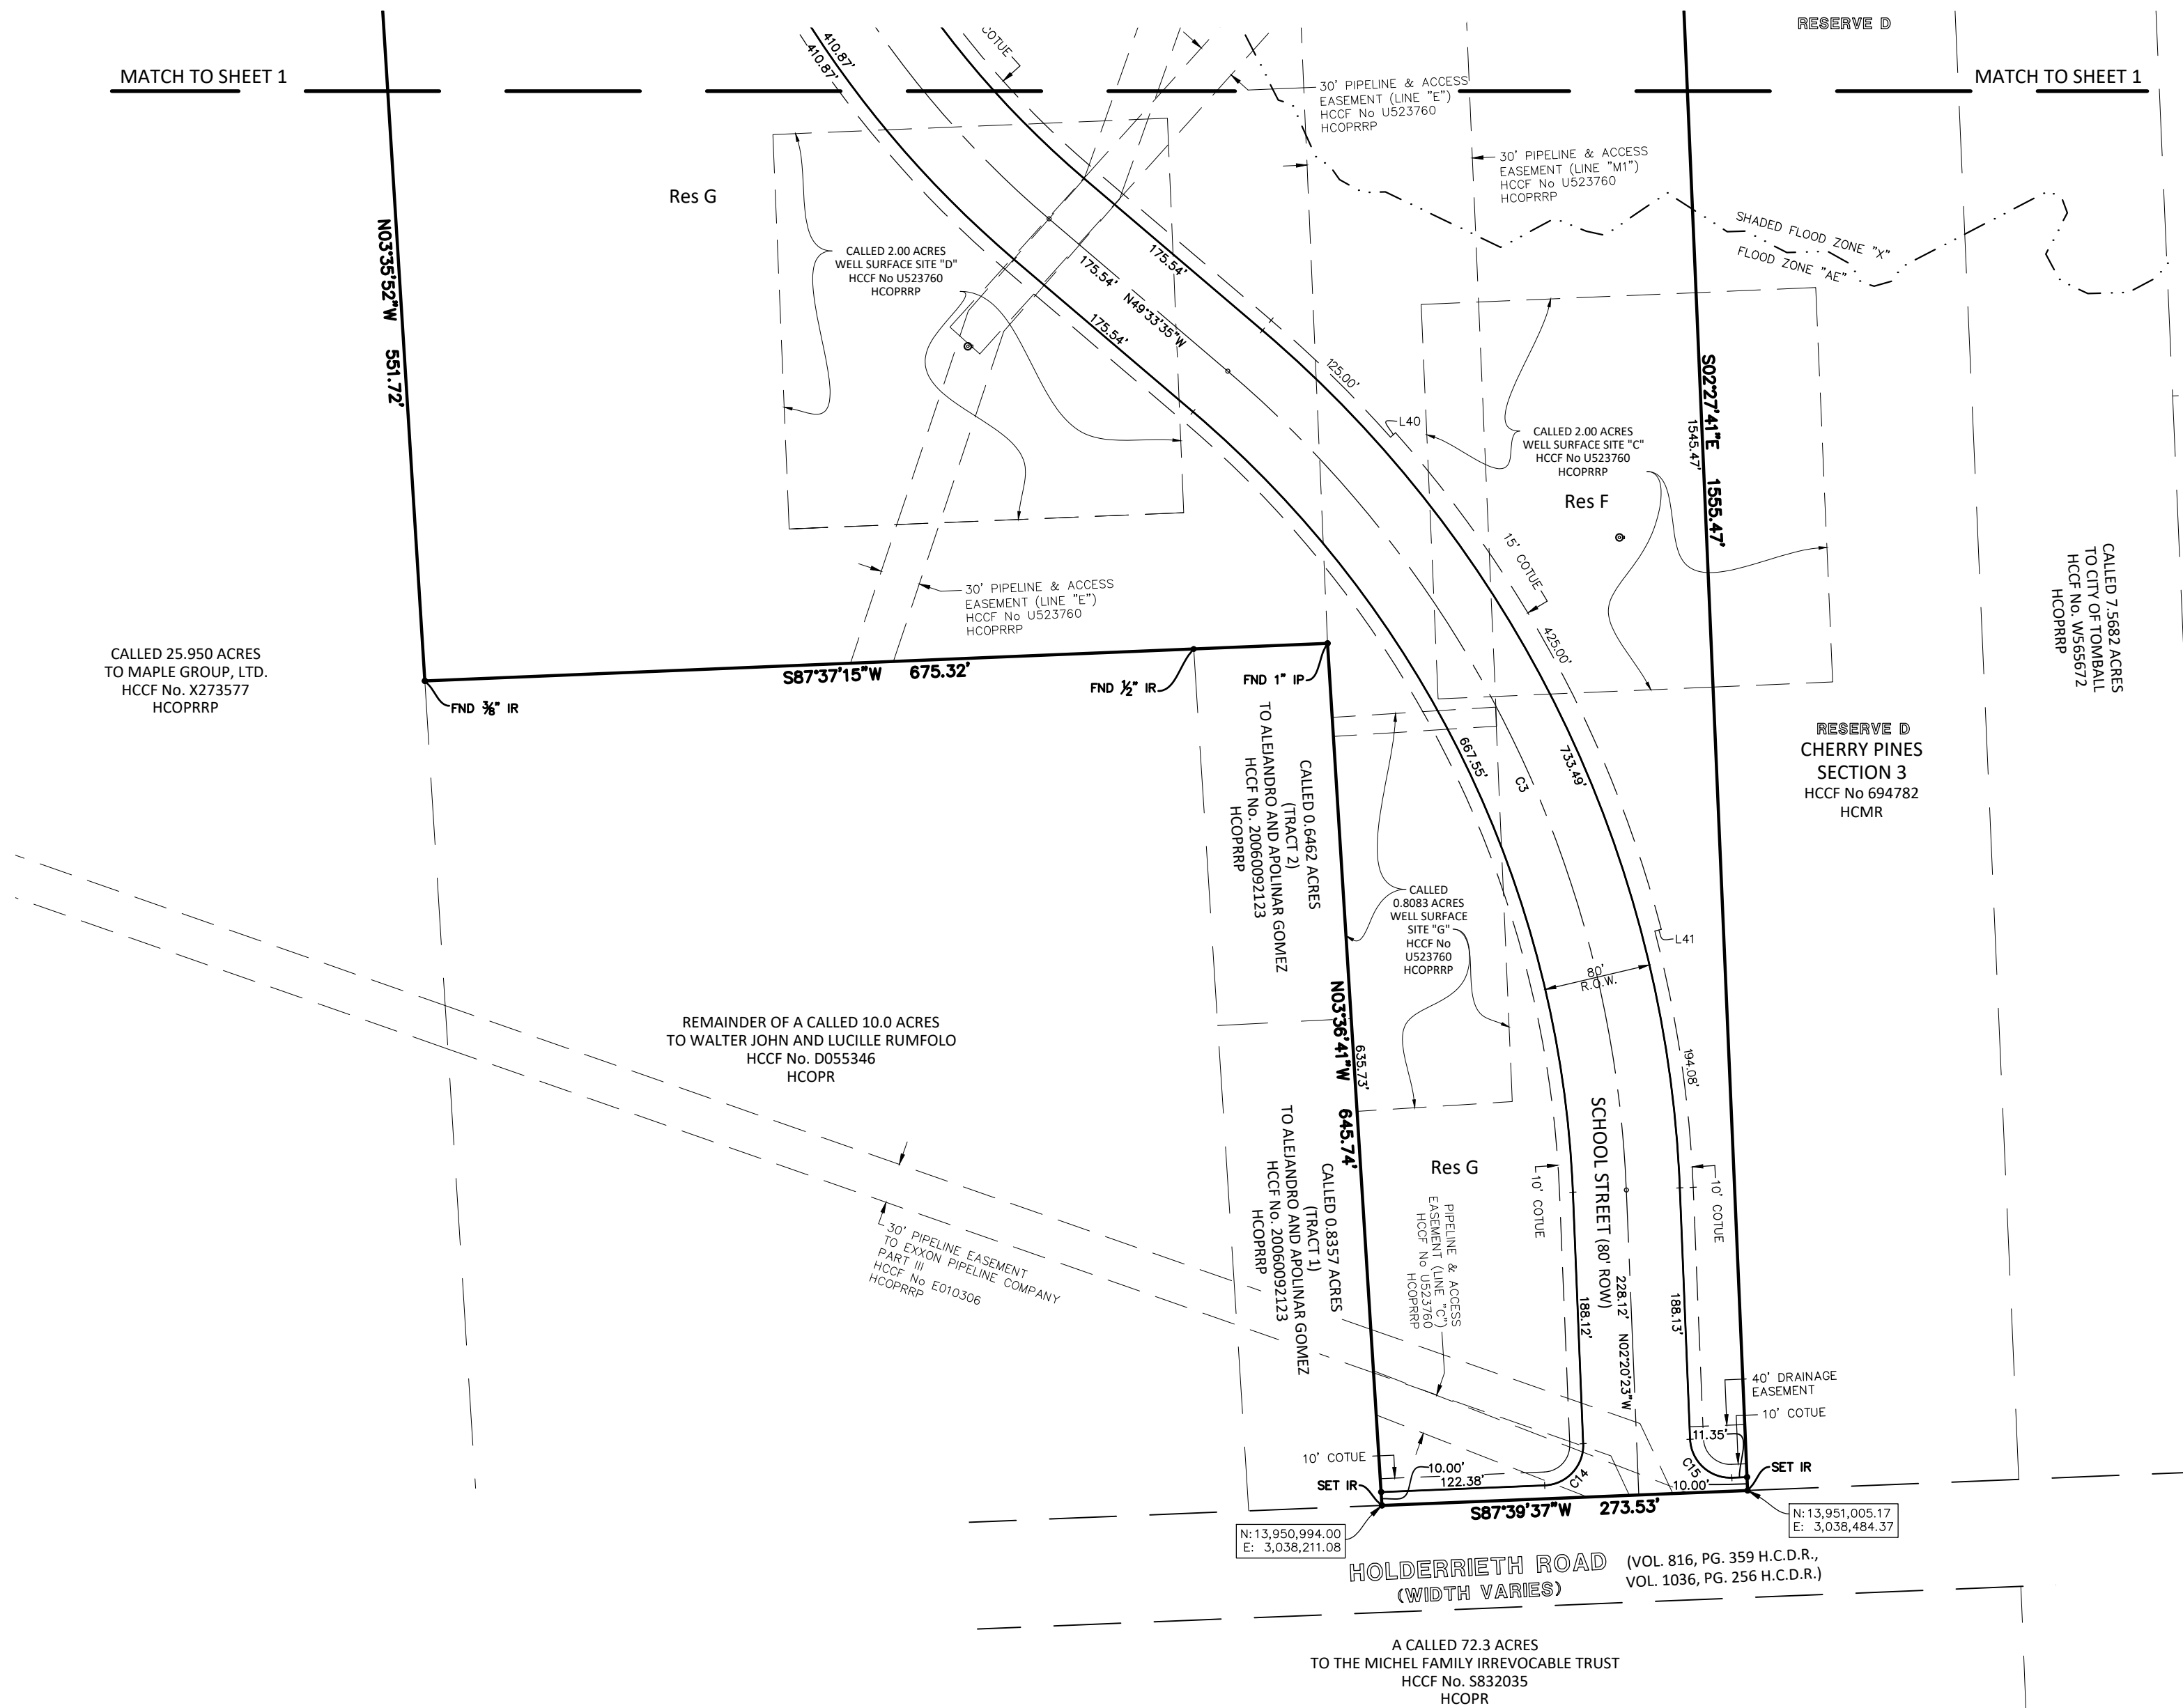 RESERVE D
MATCH TO SHEET 1
MATCH TO SHEET 1
410.87'
410.87'
COTUE
30' PIPELINE & ACCESS
EASEMENT (LINE "E")
HCCF No U523760
HCOPRRP
30' PIPELINE & ACCESS
EASEMENT (LINE "M1")
HCCF No U523760
HCOPRRP
Res G
SHADED FLOOD ZONE "X"
FLOOD ZONE "AE"
N03°35'52"W 551.72'
CALLED 2.00 ACRES
WELL SURFACE SITE "D"
HCCF No U523760
HCOPRRP
175.54'
175.54'
N49°33'35"W
175.54'
125.00'
L40
S02°27'41"E 1555.47'
1545.47'
CALLED 2.00 ACRES
WELL SURFACE SITE "C"
HCCF No U523760
HCOPRRP
Res F
15' COTUE
425.00'
CALLED 7.5682 ACRES
TO CITY OF TOMBALL
HCCF No. W565672
HCOPRRP
30' PIPELINE & ACCESS
EASEMENT (LINE "E")
HCCF No U523760
HCOPRRP
CALLED 25.950 ACRES
TO MAPLE GROUP, LTD.
HCCF No. X273577
HCOPRRP
S87°37'15"W 675.32'
FND ⅜" IR
FND ½" IR
FND 1" IP
CALLED 0.6462 ACRES
(TRACT 2)
TO ALEJANDRO AND APOLINAR GOMEZ
HCCF No. 20060092123
HCOPRRP
667.55'
C3
733.49'
RESERVE D
CHERRY PINES
SECTION 3
HCCF No 694782
HCMR
CALLED
0.8083 ACRES
WELL SURFACE
SITE "G"
HCCF No
U523760
HCOPRRP
L41
80'
R.O.W.
N03°36'41"W 645.74'
635.73'
REMAINDER OF A CALLED 10.0 ACRES
TO WALTER JOHN AND LUCILLE RUMFOLO
HCCF No. D055346
HCOPR
194.08'
CALLED 0.8357 ACRES
(TRACT 1)
TO ALEJANDRO AND APOLINAR GOMEZ
HCCF No. 20060092123
HCOPRRP
Res G
10' COTUE
SCHOOL STREET (80' ROW)
10' COTUE
PIPELINE & ACCESS
EASEMENT (LINE "C")
HCCF No U523760
HCOPRRP
30' PIPELINE EASEMENT
TO EXXON PIPELINE COMPANY
PART III
HCCF No E010306
HCOPRRP
188.12'
228.12' N02°20'23"W
188.13'
40' DRAINAGE
EASEMENT
10' COTUE
11.35'
10' COTUE
10.00'
122.38'
C14
C15
10.00'
SET IR
SET IR
S87°39'37"W 273.53'
N: 13,950,994.00
E: 3,038,211.08
N: 13,951,005.17
E: 3,038,484.37
HOLDERRIETH ROAD
(WIDTH VARIES)
(VOL. 816, PG. 359 H.C.D.R.,
VOL. 1036, PG. 256 H.C.D.R.)
A CALLED 72.3 ACRES
TO THE MICHEL FAMILY IRREVOCABLE TRUST
HCCF No. S832035
HCOPR